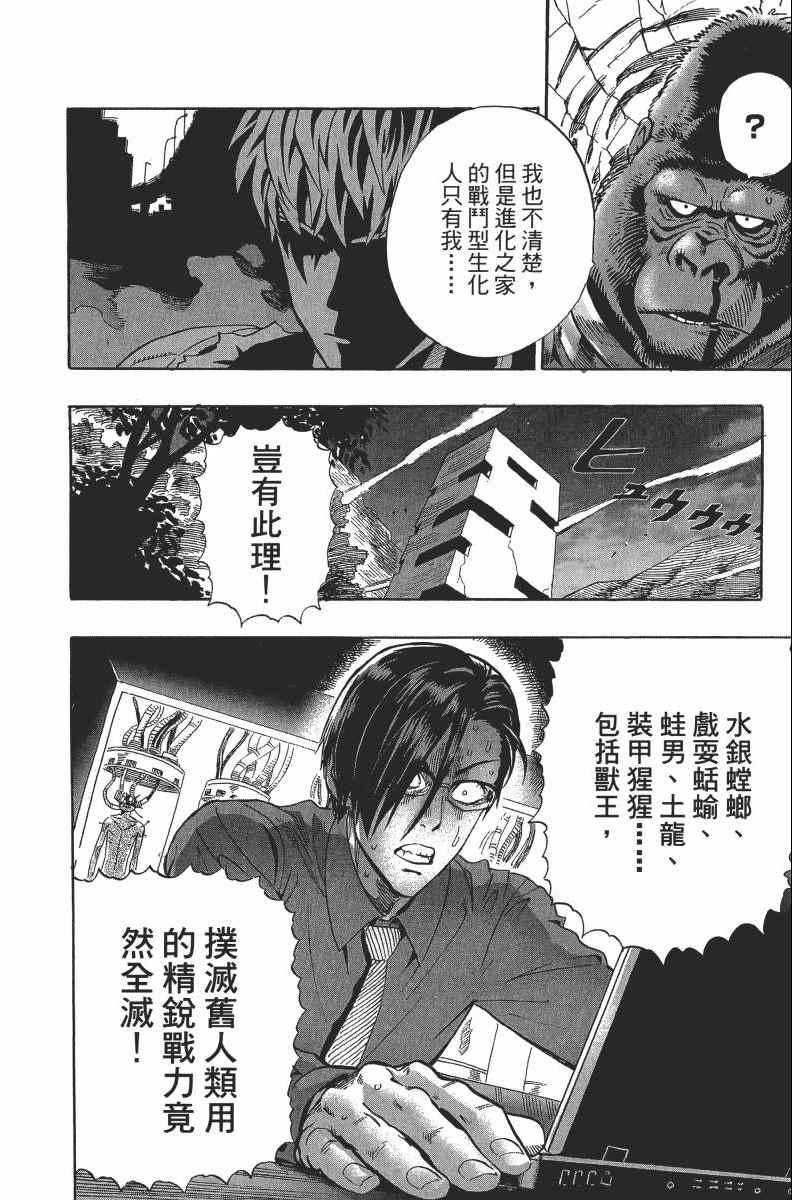 ？
我也不清楚，
但是進化之家
的戰鬥型生化
人只有我……
ヒュウウウウ
豈有此理！
水銀螳螂、
戲耍蛞蝓、
蛙男、土龍、
裝甲猩猩……
包括獸王，
撲滅舊人類用
的精銳戰力竟
然全滅！